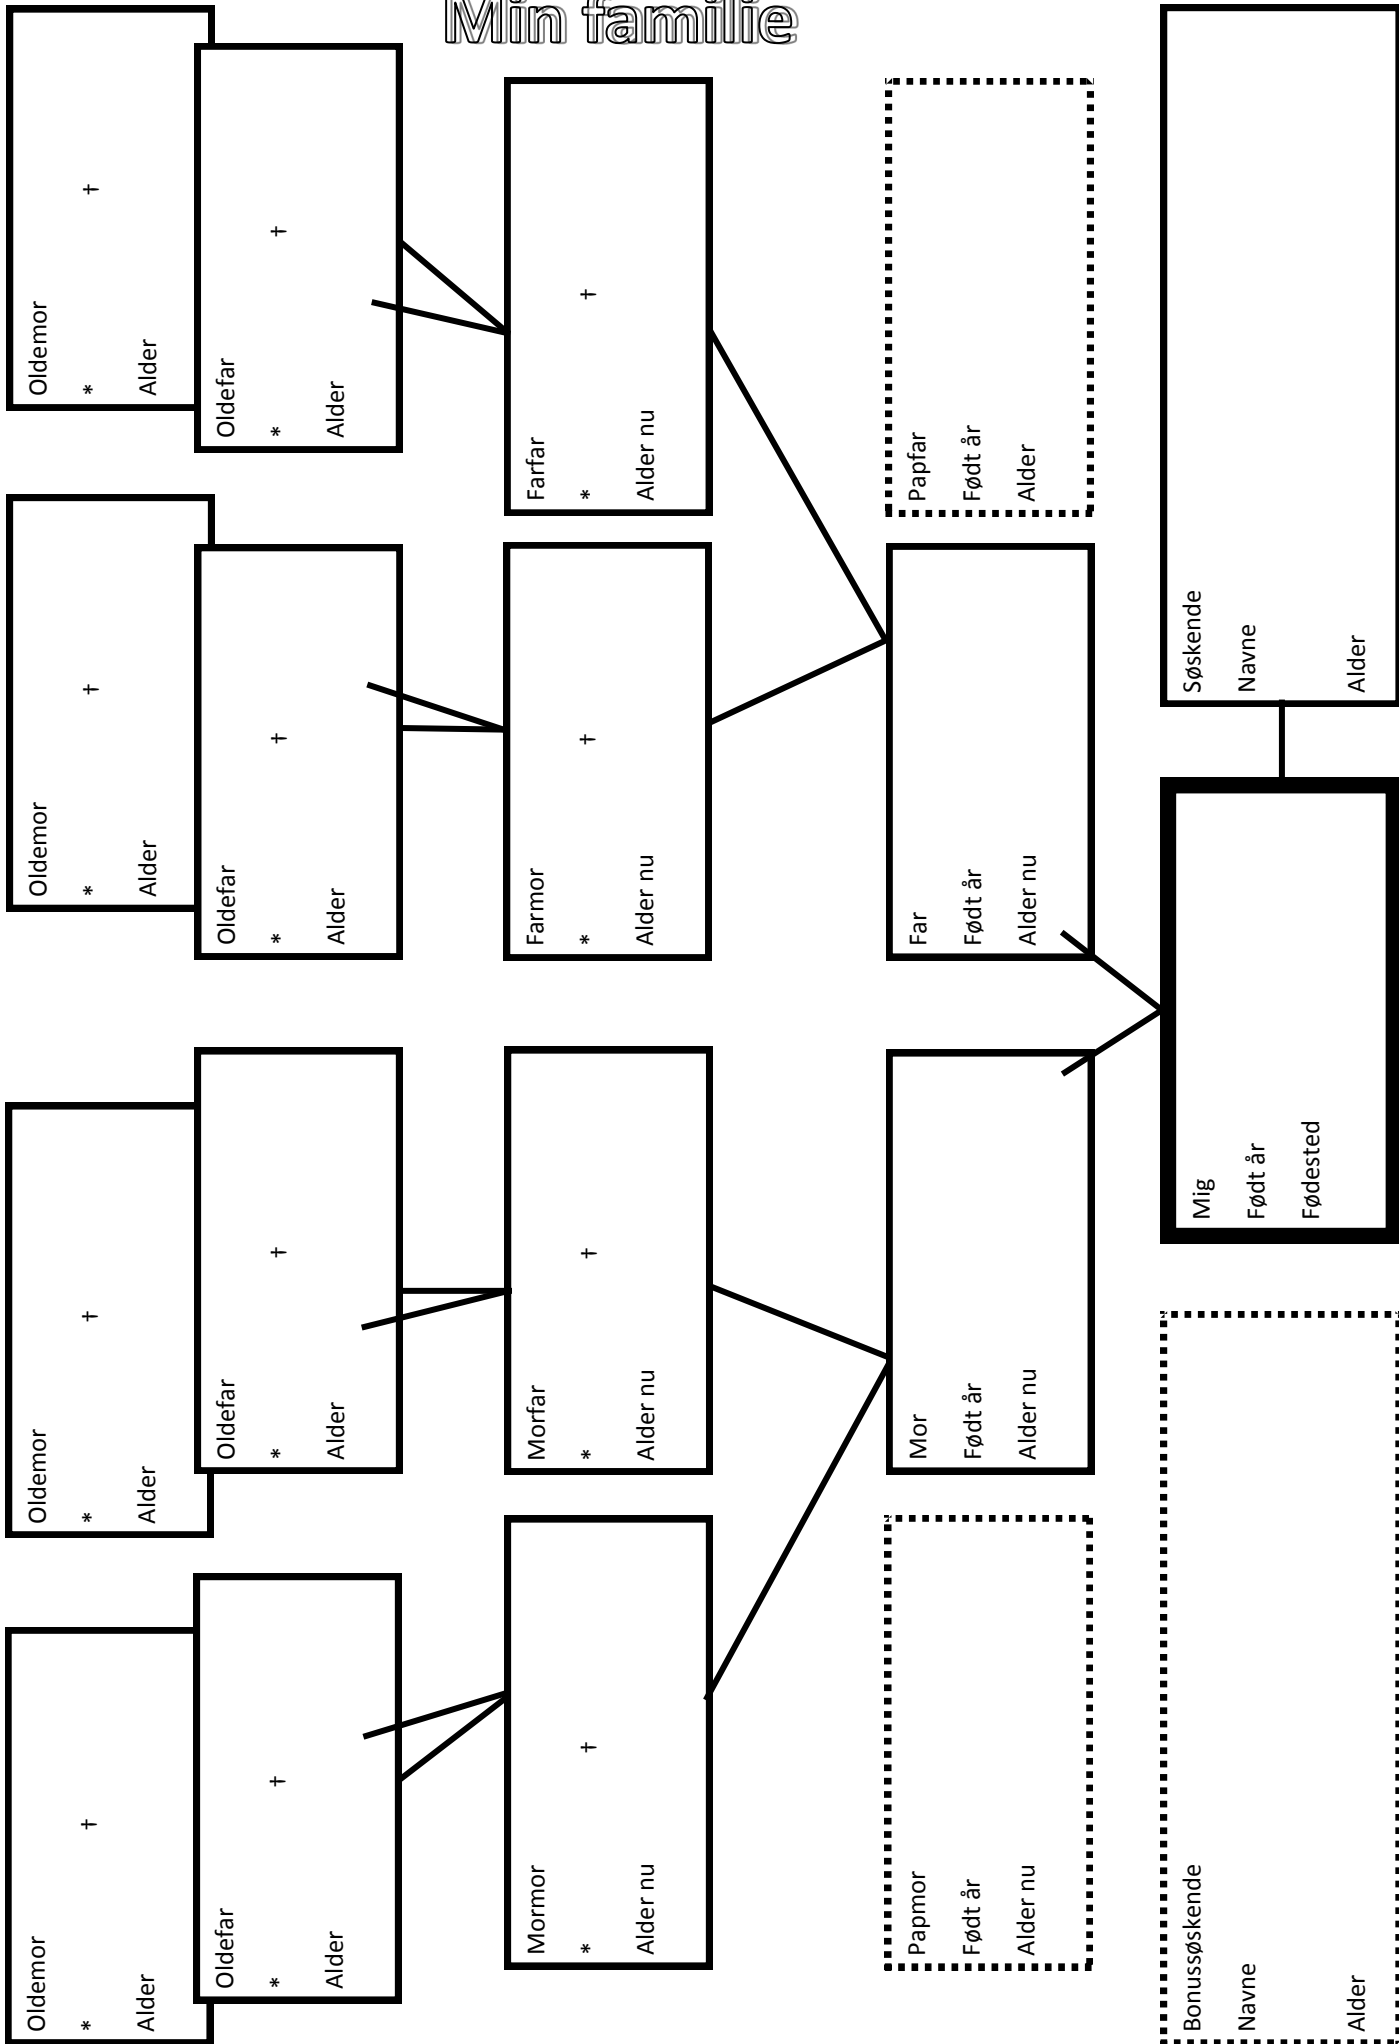 Min familie
Oldemor
* †
Alder
Oldemor
* †
Alder
Oldemor
* †
Alder
Oldemor
* †
Alder
Oldefar
* †
Alder
Oldefar
* †
Alder
Oldefar
* †
Alder
Oldefar
* †
Alder
Mormor
* †
Alder nu
Morfar
* †
Alder nu
Farmor
* †
Alder nu
Farfar
* †
Alder nu
Papmor
Født år
Alder nu
Mor
Født år
Alder nu
Far
Født år
Alder nu
Papfar
Født år
Alder
Bonussøskende
Navne
Alder
Mig
Født år
Fødested
Søskende
Navne
Alder